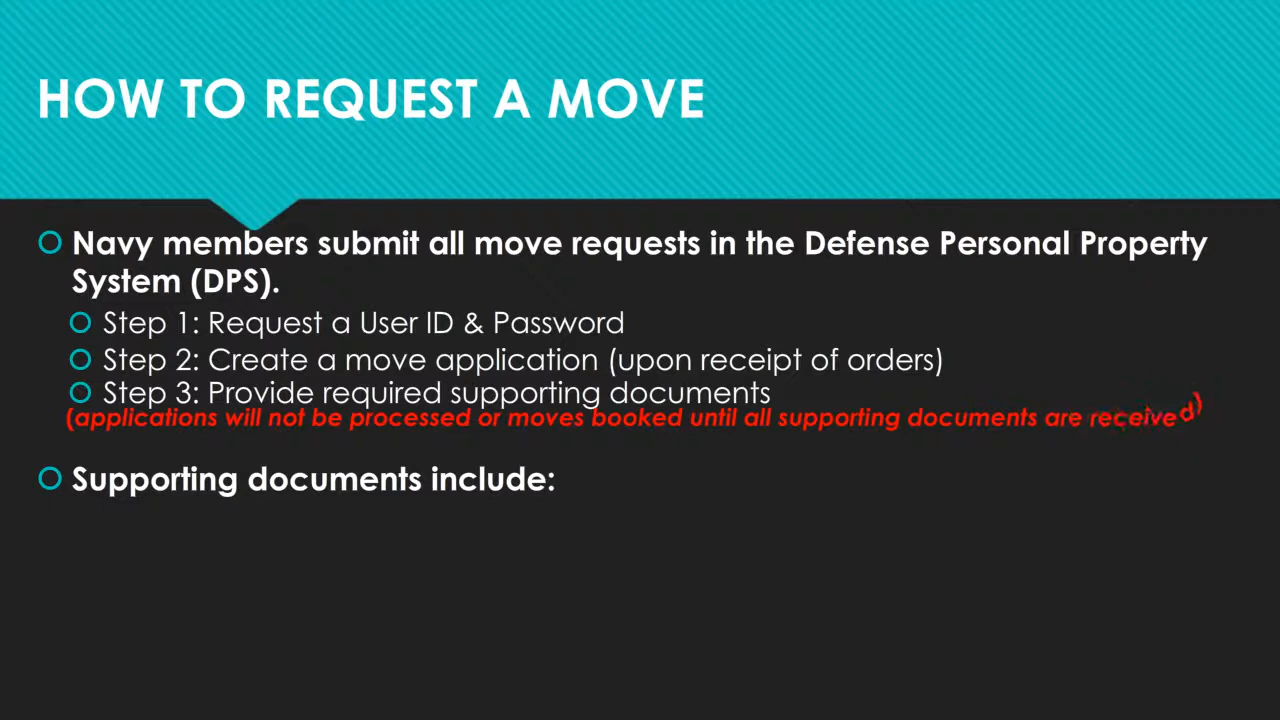 HOW TO REQUEST A MOVE
Navy members submit all move requests in the Defense Personal Property
System (DPS).
Step 1: Request a User ID & Password
Step 2: Create a move application (upon receipt of orders)
Step 3: Provide required supporting documents
(applications will not be processed or moves booked until all supporting documents are received)
Supporting documents include: